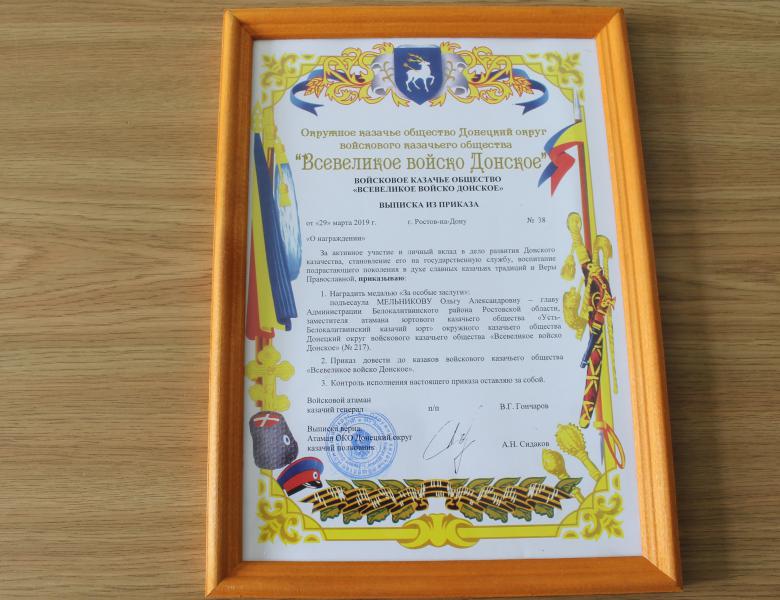 Окружное казачье общество Донецкий округ
войскового казачьего общества
"Всевеликое войско Донское"
ВОЙСКОВОЕ КАЗАЧЬЕ ОБЩЕСТВО
«ВСЕВЕЛИКОЕ ВОЙСКО ДОНСКОЕ»
ВЫПИСКА ИЗ ПРИКАЗА
от «29» марта 2019 г. г. Ростов-на-Дону № 38
«О награждении»
За активное участие и личный вклад в дело развития Донского
казачества, становление его на государственную службу, воспитание
подрастающего поколения в духе славных казачьих традиций и Веры
Православной, приказываю:
1. Наградить медалью «За особые заслуги»:
подъесаула МЕЛЬНИКОВУ Ольгу Александровну – главу
Администрации Белокалитвинского района Ростовской области,
заместителя атамана юртового казачьего общества «Усть-
Белокалитвинский казачий юрт» окружного казачьего общества
Донецкий округ войскового казачьего общества «Всевеликое войско
Донское» (№ 217).
2. Приказ довести до казаков войскового казачьего общества
«Всевеликое войско Донское».
3. Контроль исполнения настоящего приказа оставляю за собой.
Войсковой атаман
казачий генерал п/п В.Г. Гончаров
Выписка верна:
Атаман ОКО Донецкий округ
казачий полковник А.Н. Сидаков